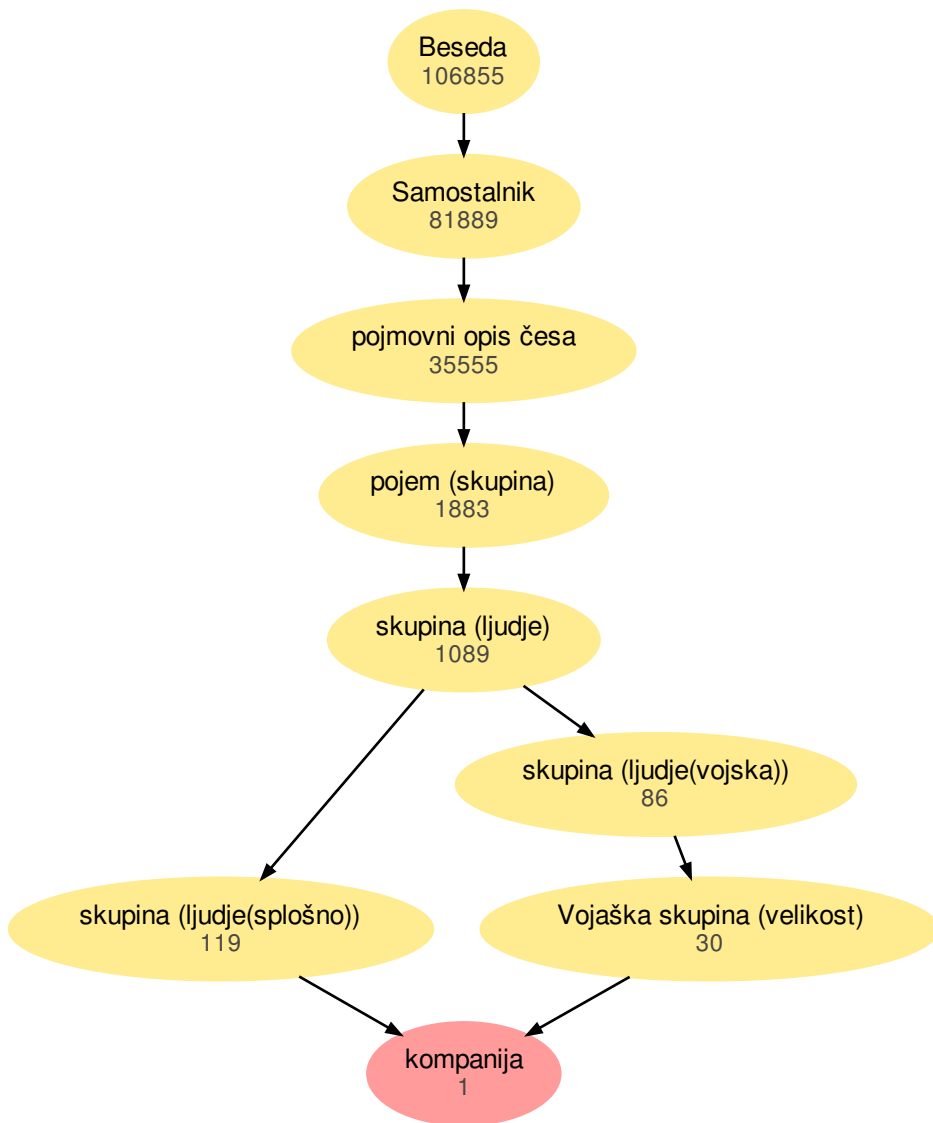 Beseda
106855
Samostalnik
81889
pojmovni opis česa
35555
pojem (skupina)
1883
skupina (ljudje)
1089
skupina (ljudje(vojska))
86
skupina (ljudje(splošno))
119
Vojaška skupina (velikost)
30
kompanija
1